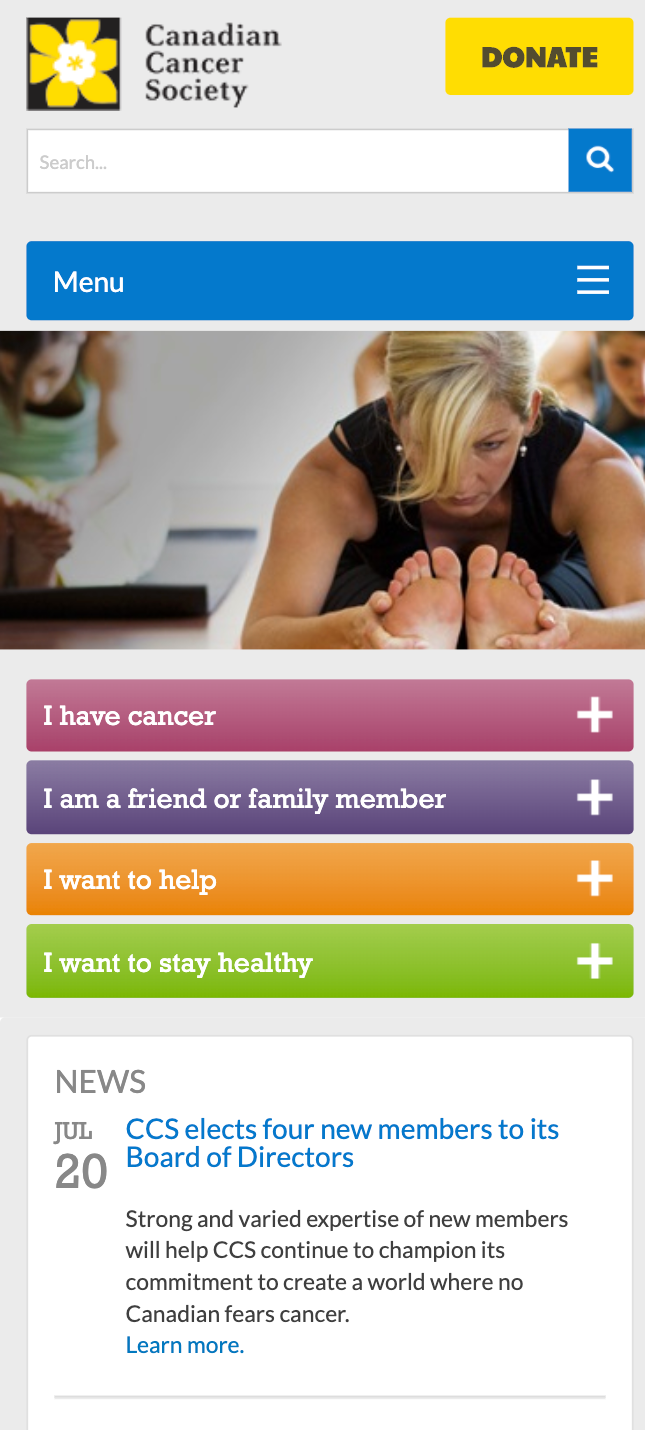 Canadian
Cancer
Society
DONATE
Search...
Menu
I have cancer
I am a friend or family member
I want to help
I want to stay healthy
NEWS
JUL
20
CCS elects four new members to its
Board of Directors
Strong and varied expertise of new members
will help CCS continue to champion its
commitment to create a world where no
Canadian fears cancer.
Learn more.